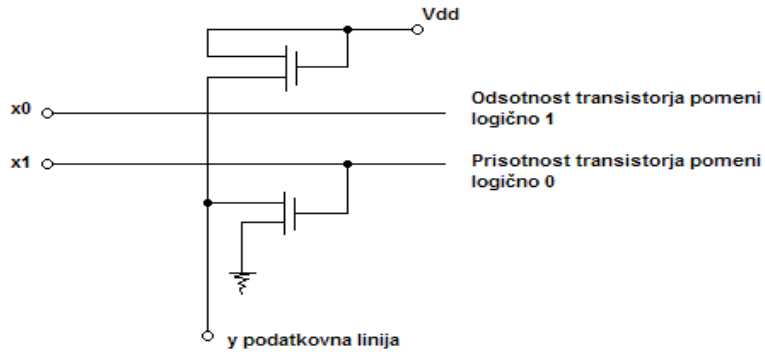 Vdd
x0
Odsotnost transistorja pomeni
logično 1
x1
Prisotnost transistorja pomeni
logično 0
y podatkovna linija